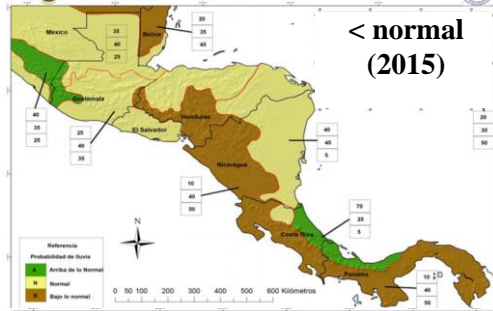 < normal
(2015)
Mexico
35
40
25
Belice
20
35
45
Guatemala
40
35
25
Honduras
El Salvador
25
40
35
Nicaragua
40
45
5
20
30
50
10
40
50
Costa Rica
70
25
5
Panama
10
40
50
N
Referencia
Probabilidad de lluvia
A Arriba de lo Normal
N Normal
B Bajo lo normal
0 50 100 200 300 400 500 600 Kilómetros